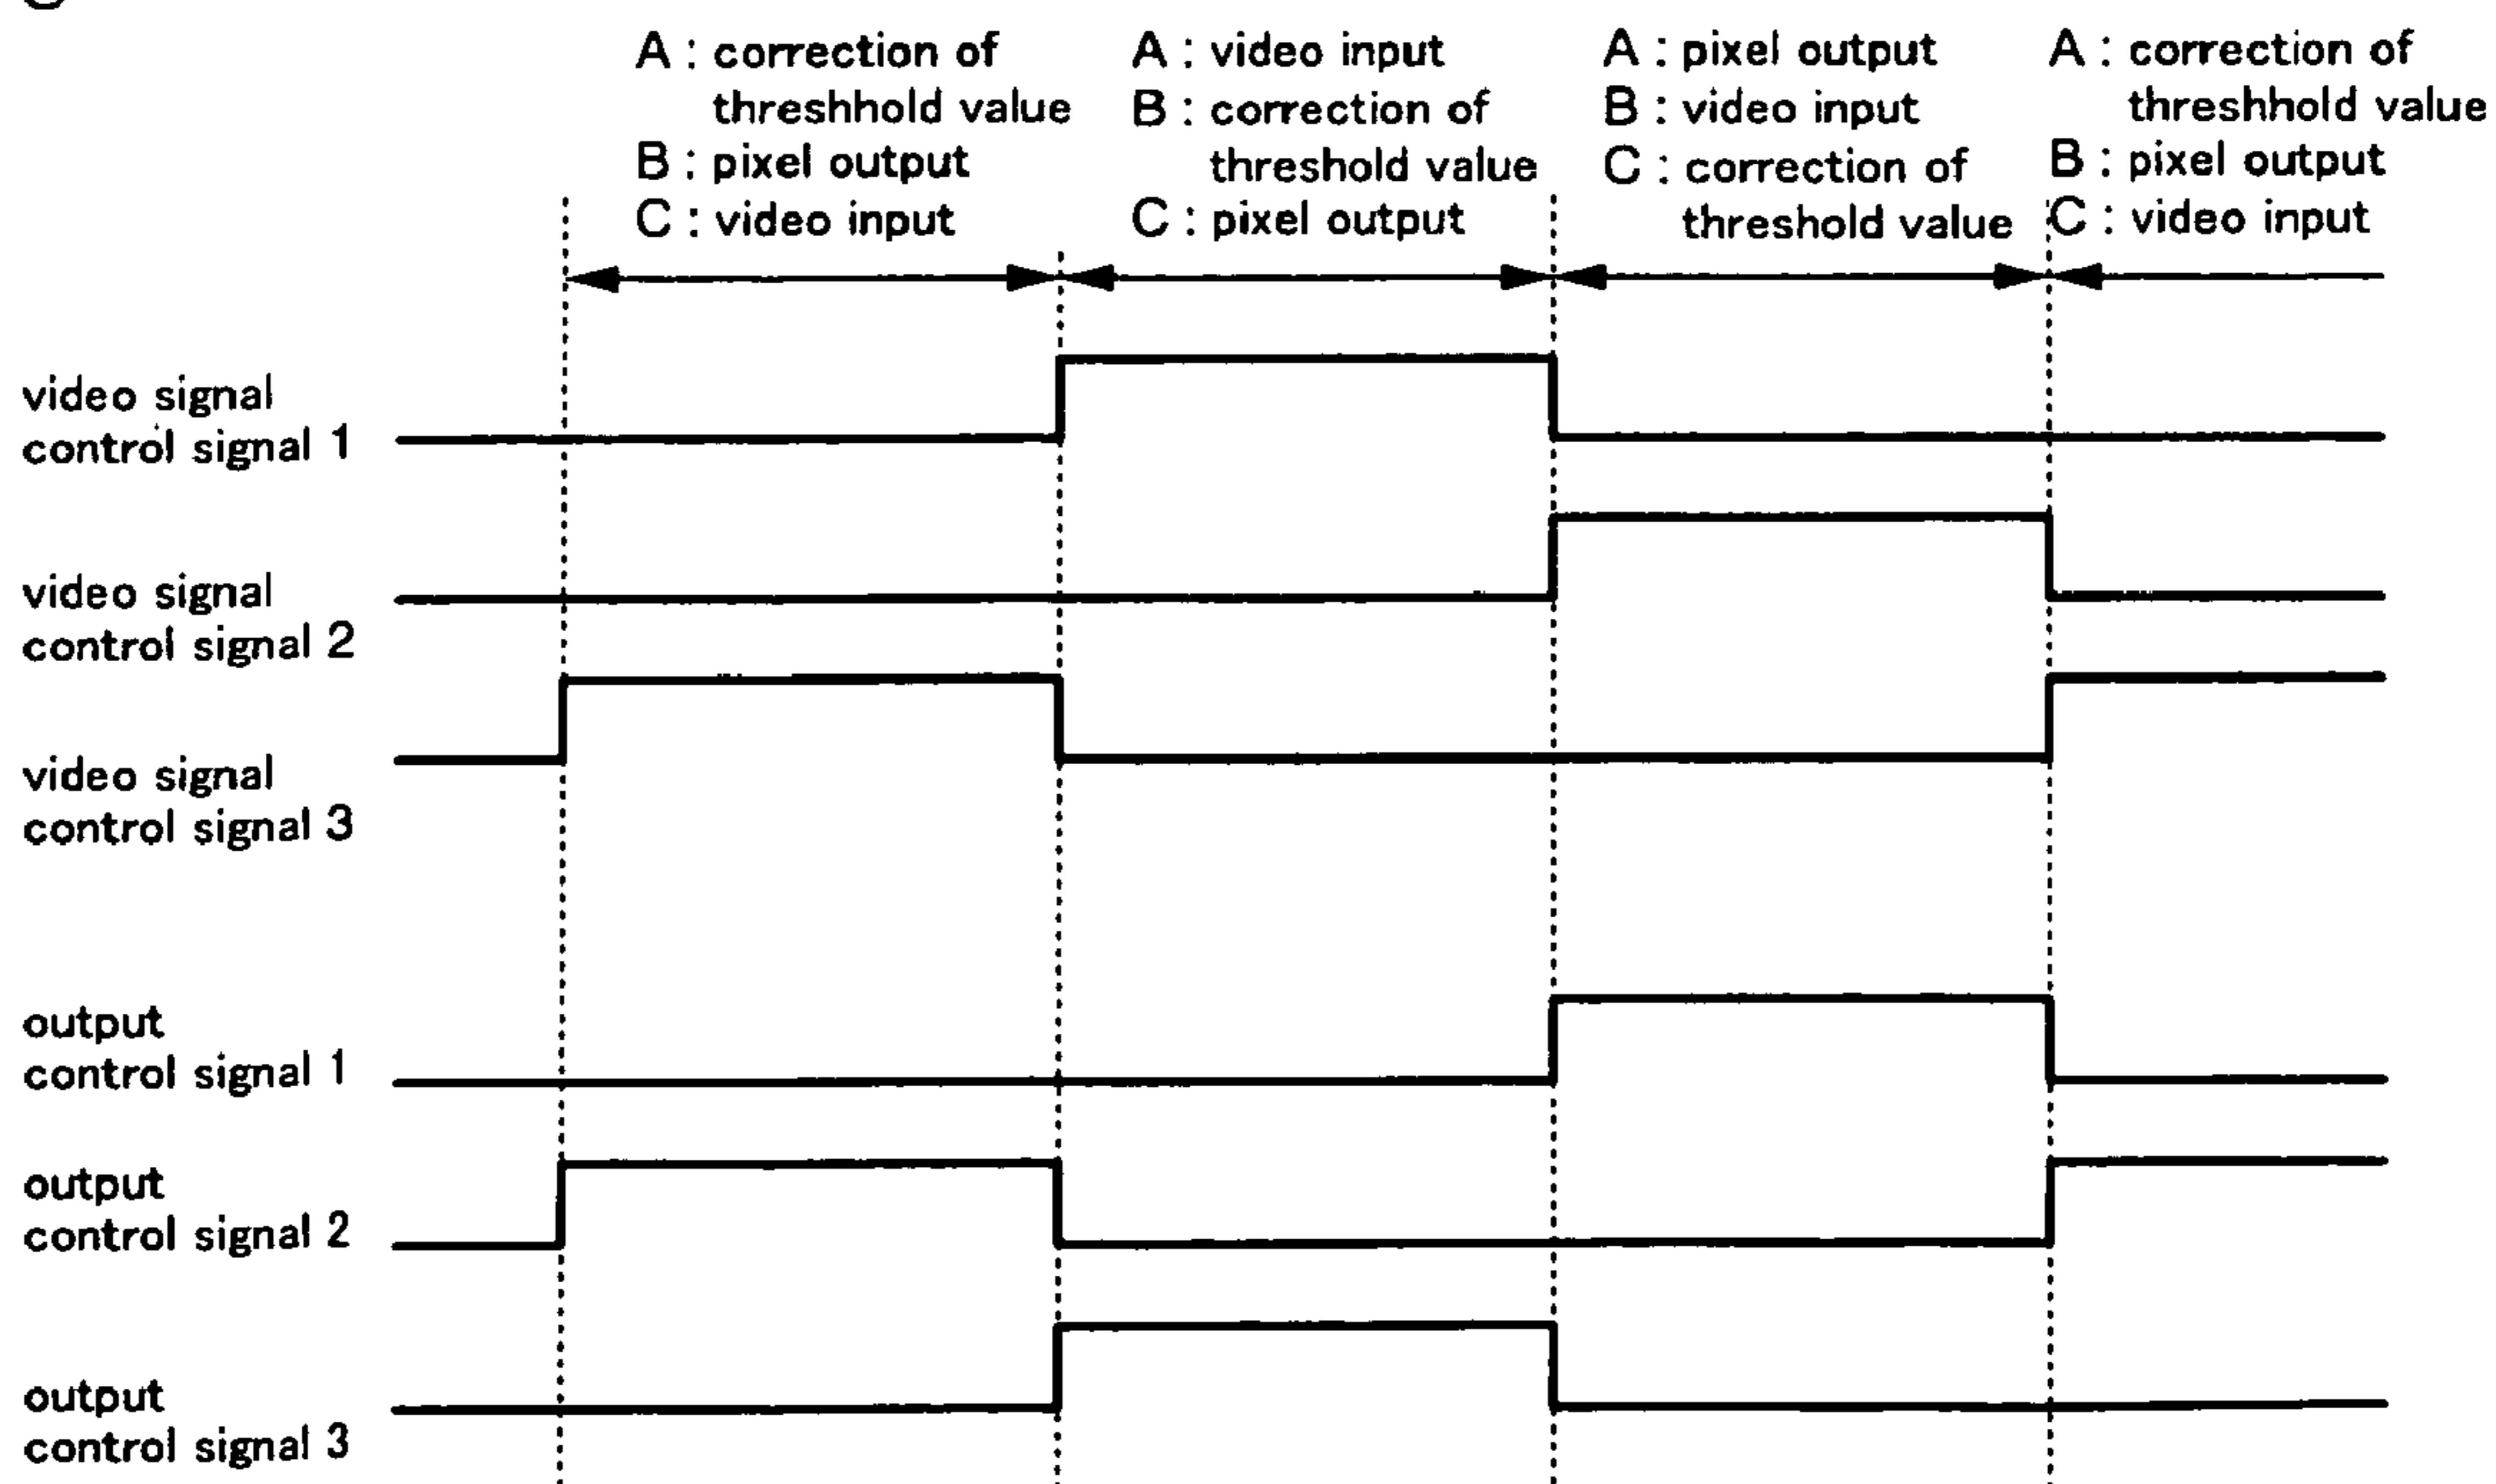 A : correction of
threshhold value
B : pixel output
C : video input
A : video input
B : correction of
threshold value
C : pixel output
A : pixel output
B : video input
C : correction of
threshold value
A : correction of
threshhold value
B : pixel output
C : video input
video signal
control signal 1
video signal
control signal 2
video signal
control signal 3
output
control signal 1
output
control signal 2
output
control signal 3